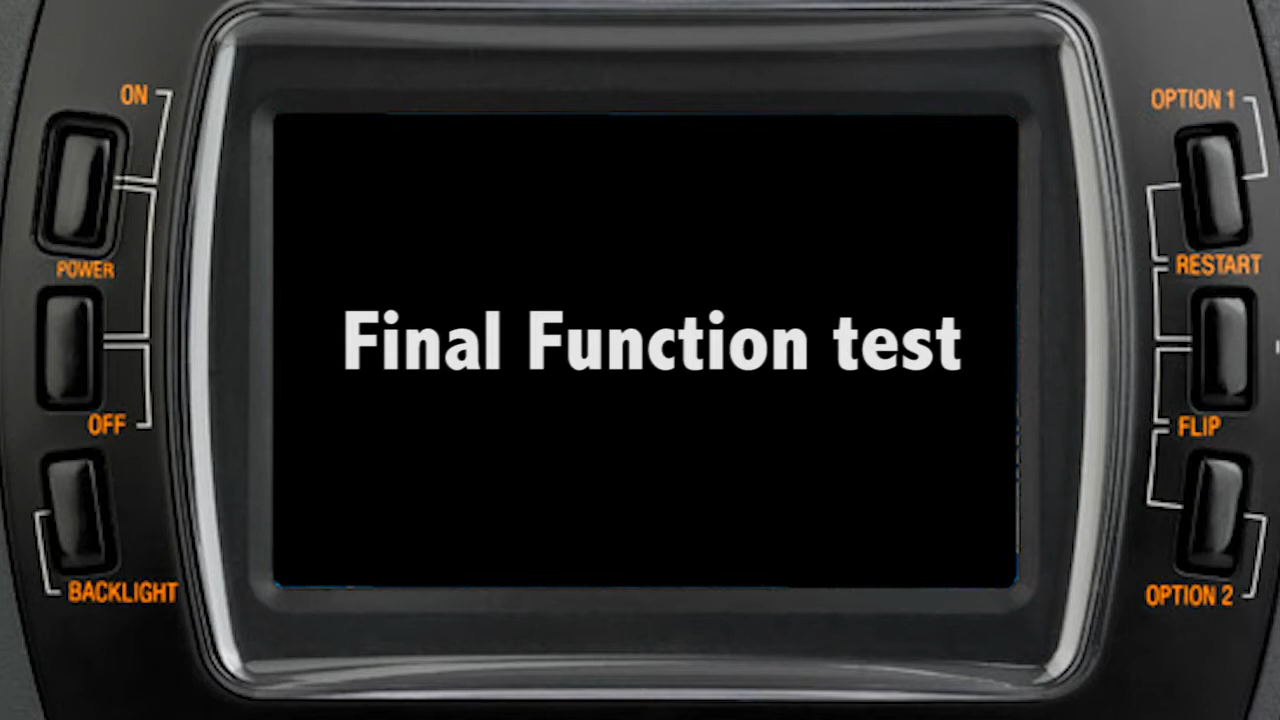 ON
POWER
OFF
BACKLIGHT
Final Function test
OPTION 1
RESTART
FLIP
OPTION 2